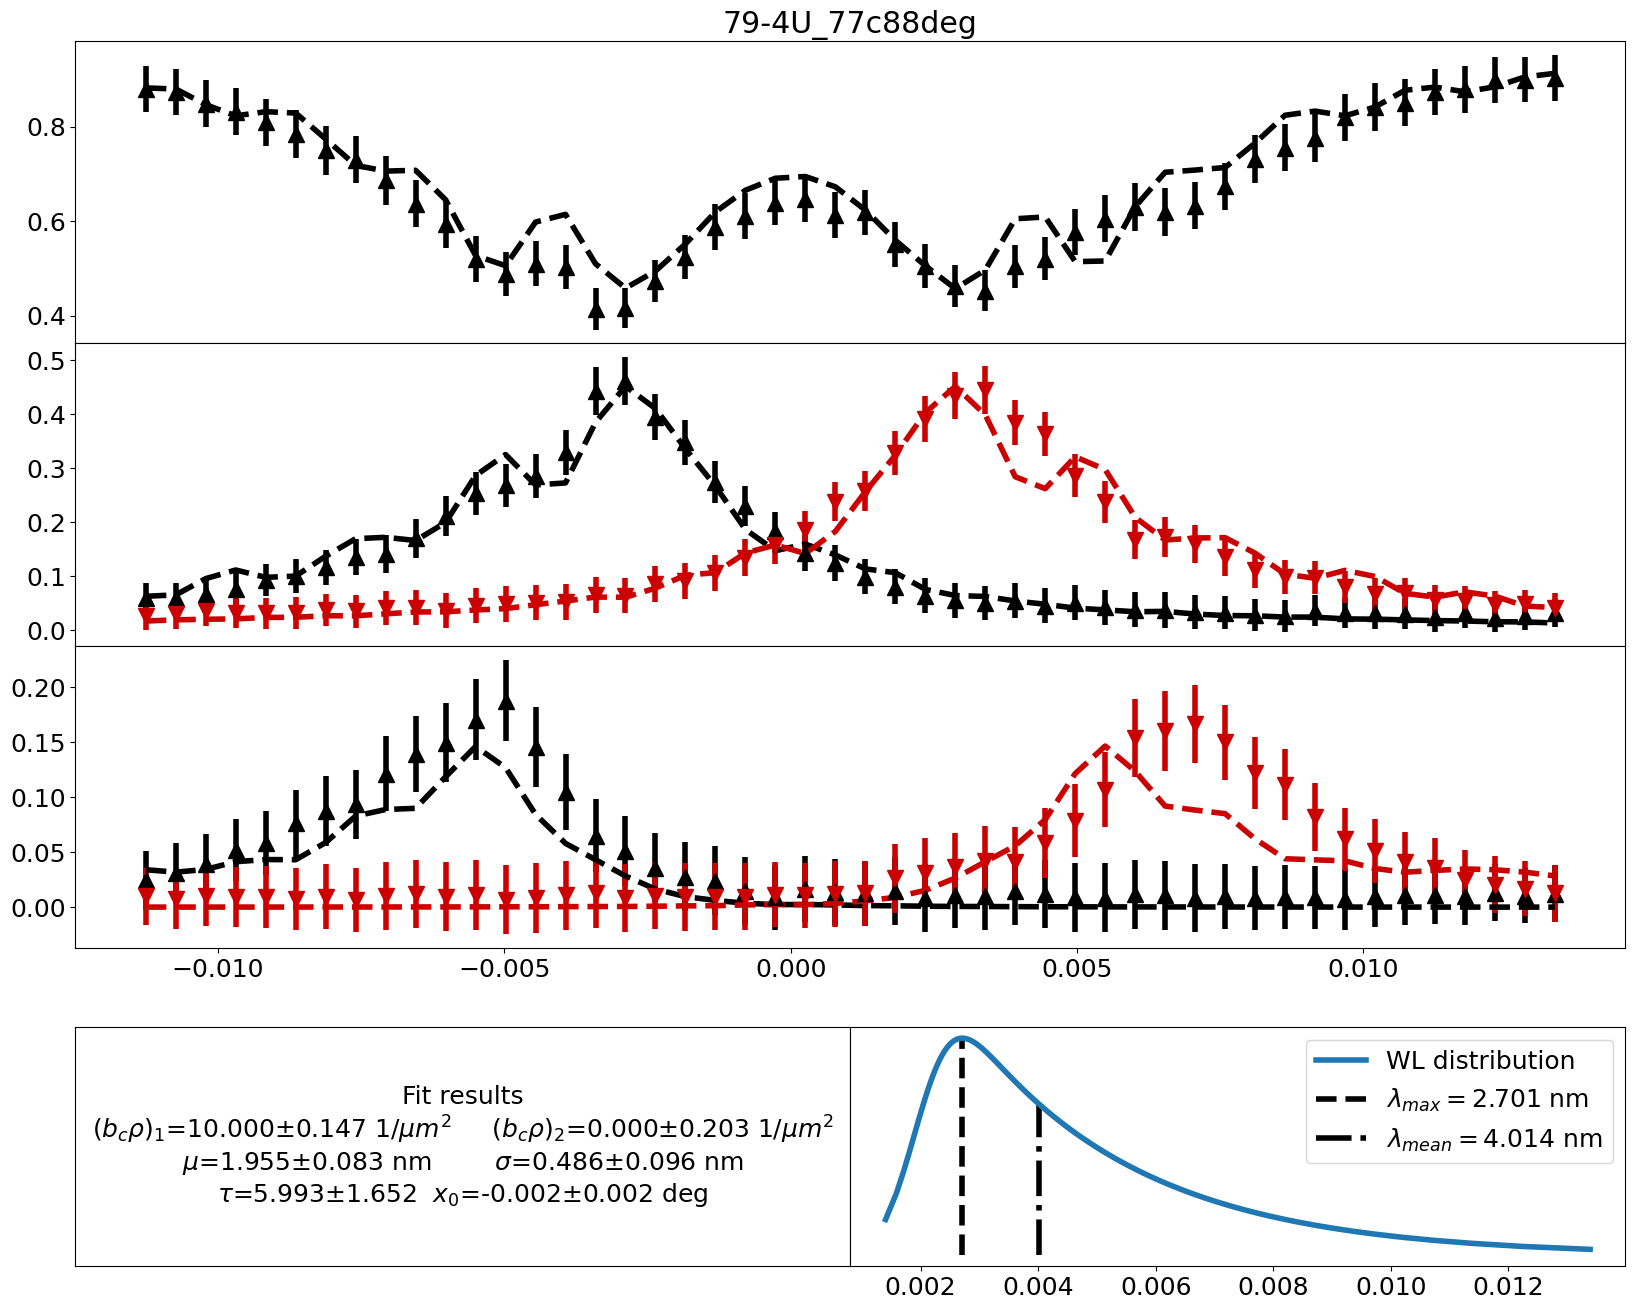 79-4U_77c88deg
0.8
0.6
0.4
0.5
0.4
0.3
0.2
0.1
0.0
0.20
0.15
0.10
0.05
0.00
−0.010 −0.005 0.000 0.005 0.010
Fit results
(b_cρ)_1=10.000±0.147 1/μm^2 (b_cρ)_2=0.000±0.203 1/μm^2
μ=1.955±0.083 nm σ=0.486±0.096 nm
τ=5.993±1.652 x_0=-0.002±0.002 deg
WL distribution
λ_max = 2.701 nm
λ_mean = 4.014 nm
0.002 0.004 0.006 0.008 0.010 0.012